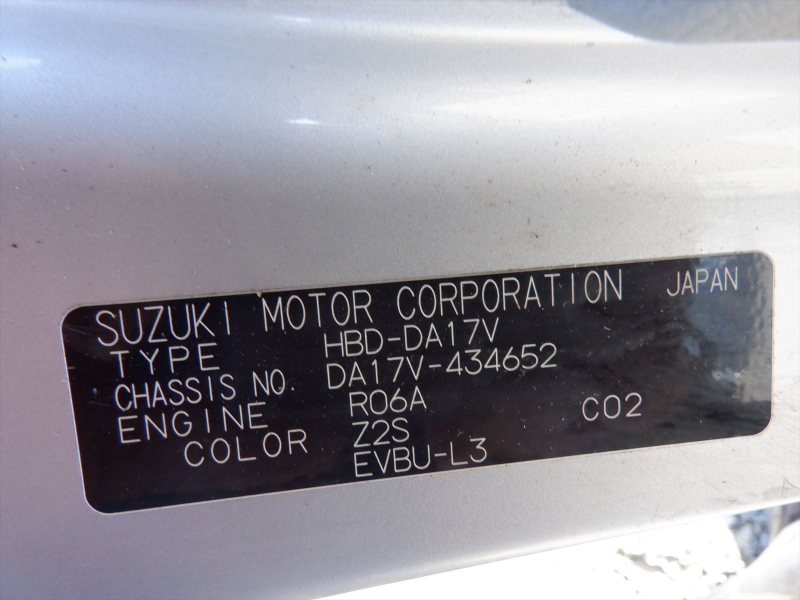 SUZUKI MOTOR CORPORATION JAPAN
TYPE HBD-DA17V
CHASSIS NO. DA17V-434652
ENGINE R06A C02
COLOR Z2S
EVBU-L3